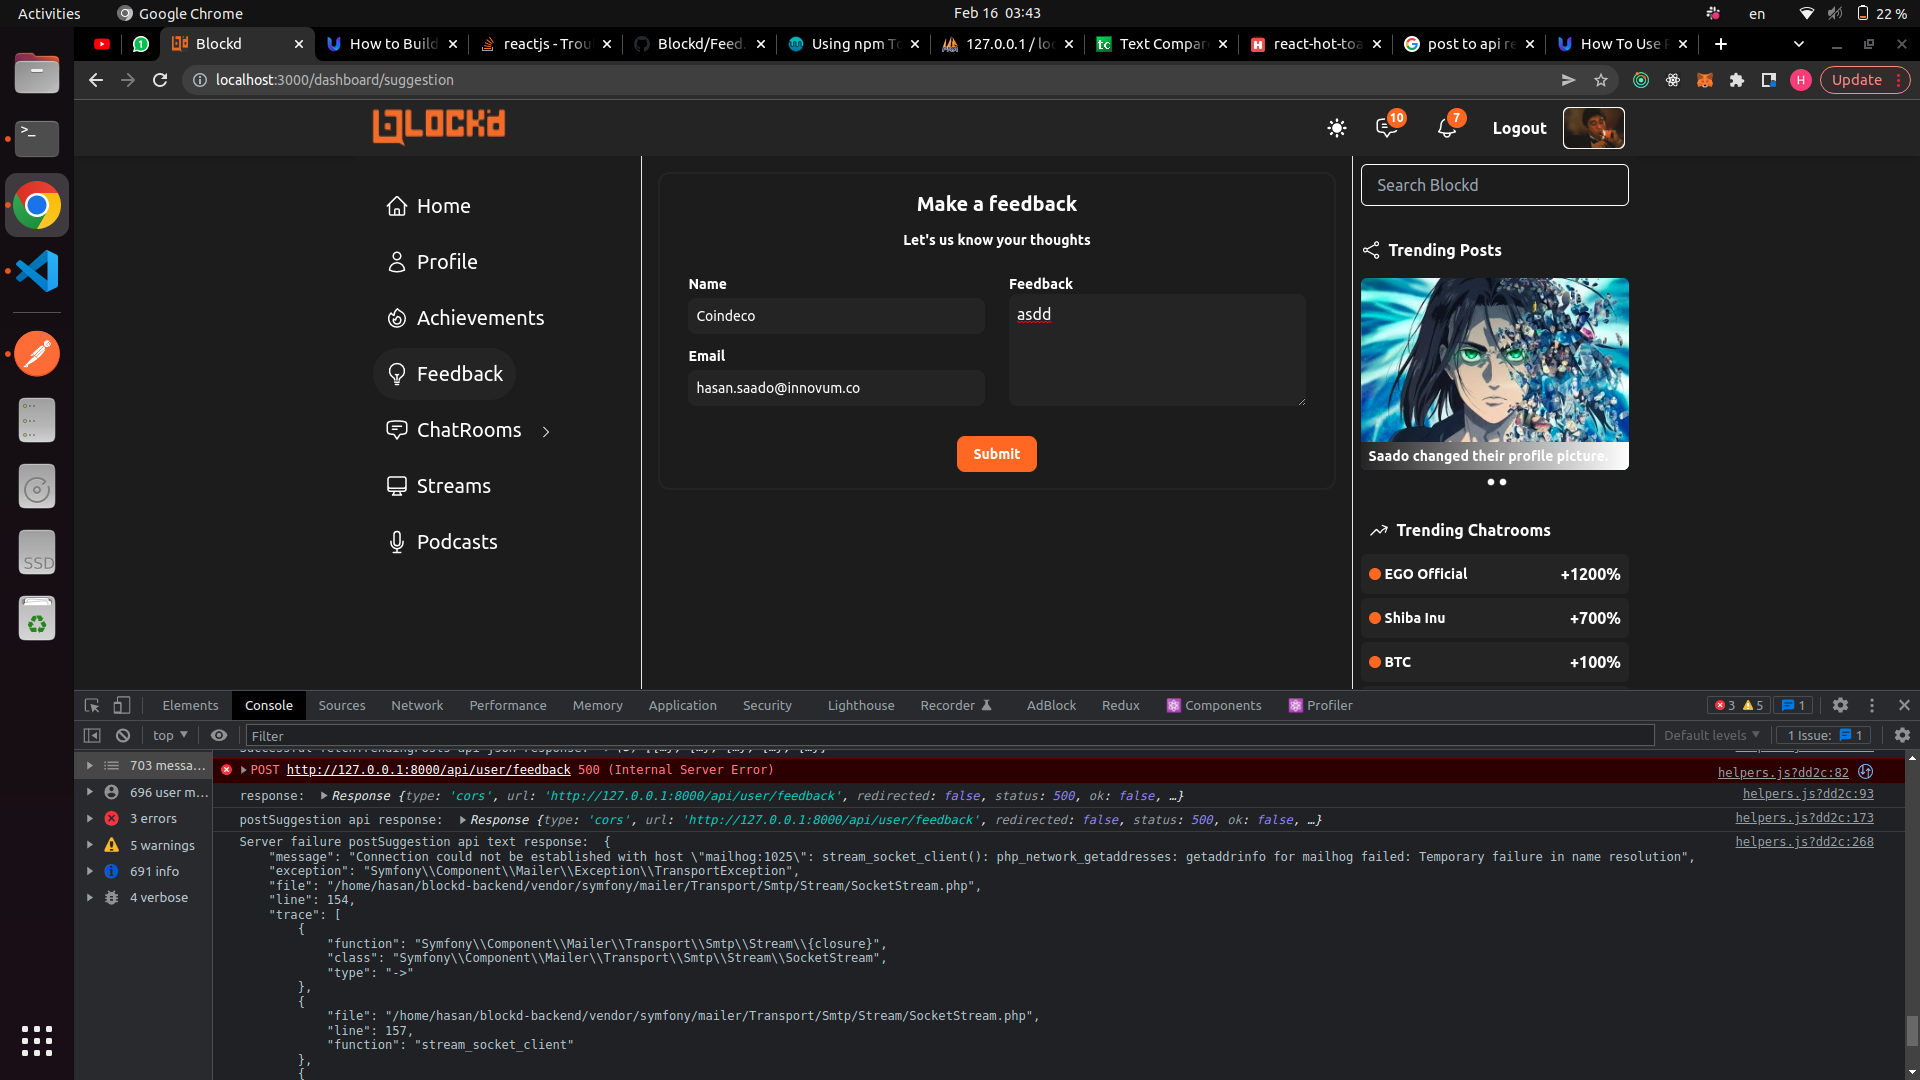 Activities
Google Chrome
Feb 16 03:43
en
22 %
Blockd
How to Build
reactjs - Trou
Blockd/Feed.
Using npm To
127.0.0.1 / lo
Text Compar
react-hot-toa
post to api re
How To Use
localhost:3000/dashboard/suggestion
H
Update
BLOCKD
10
7
Logout
Home
Profile
Achievements
Feedback
ChatRooms
Streams
Podcasts
Make a feedback
Let's us know your thoughts
Name
Coindeco
Email
hasan.saado@innovum.co
Feedback
asdd
Submit
Search Blockd
Trending Posts
Saado changed their profile picture.
Trending Chatrooms
EGO Official +1200%
Shiba Inu +700%
BTC +100%
SSD
Elements Console Sources Network Performance Memory Application Security Lighthouse Recorder AdBlock Redux Components Profiler
3 5 1
top
Filter
Default levels
1 Issue: 1
703 messa...
696 user m...
3 errors
5 warnings
691 info
4 verbose
POST http://127.0.0.1:8000/api/user/feedback 500 (Internal Server Error) helpers.js?dd2c:82
response: Response {type: 'cors', url: 'http://127.0.0.1:8000/api/user/feedback', redirected: false, status: 500, ok: false, …} helpers.js?dd2c:93
postSuggestion api response: Response {type: 'cors', url: 'http://127.0.0.1:8000/api/user/feedback', redirected: false, status: 500, ok: false, …} helpers.js?dd2c:173
Server failure postSuggestion api text response: { helpers.js?dd2c:268
"message": "Connection could not be established with host \"mailhog:1025\": stream_socket_client(): php_network_getaddresses: getaddrinfo for mailhog failed: Temporary failure in name resolution",
"exception": "Symfony\\Component\\Mailer\\Exception\\TransportException",
"file": "/home/hasan/blockd-backend/vendor/symfony/mailer/Transport/Smtp/Stream/SocketStream.php",
"line": 154,
"trace": [
{
"function": "Symfony\\Component\\Mailer\\Transport\\Smtp\\Stream\\{closure}",
"class": "Symfony\\Component\\Mailer\\Transport\\Smtp\\Stream\\SocketStream",
"type": "->"
},
{
"file": "/home/hasan/blockd-backend/vendor/symfony/mailer/Transport/Smtp/Stream/SocketStream.php",
"line": 157,
"function": "stream_socket_client"
},
{